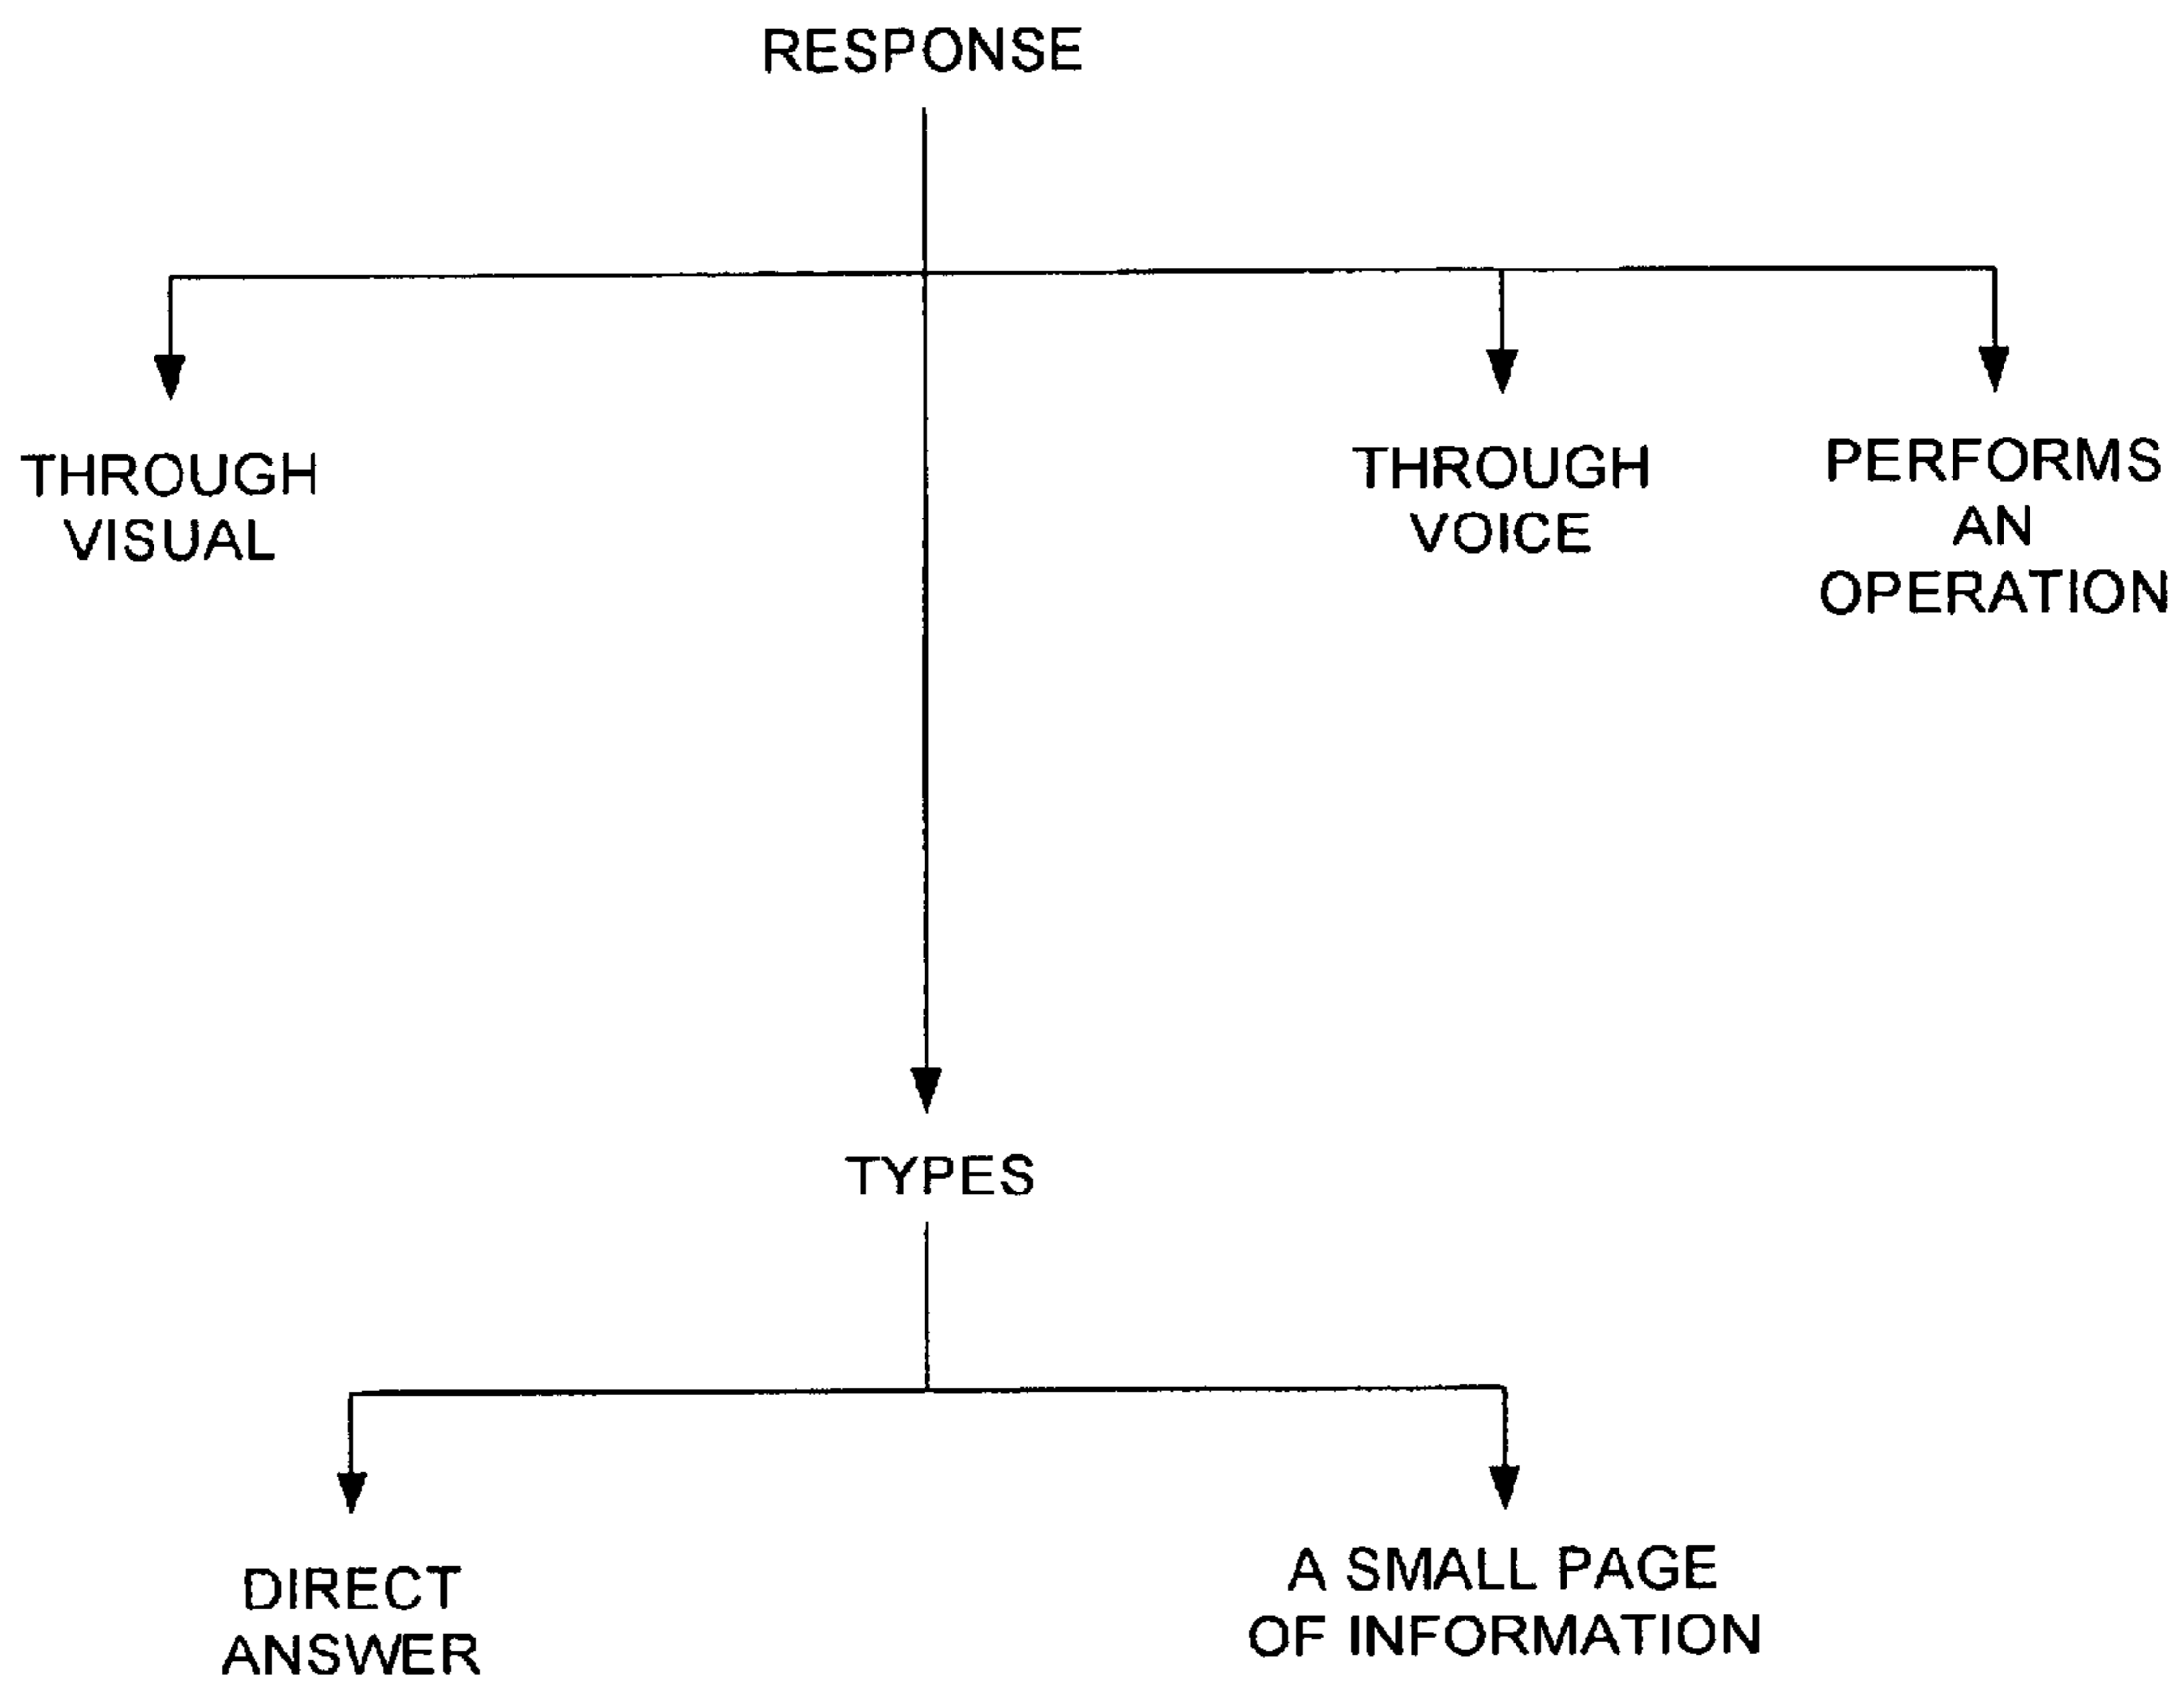 RESPONSE
THROUGH
VISUAL
THROUGH
VOICE
PERFORMS
AN
OPERATION
TYPES
DIRECT
ANSWER
A SMALL PAGE
OF INFORMATION